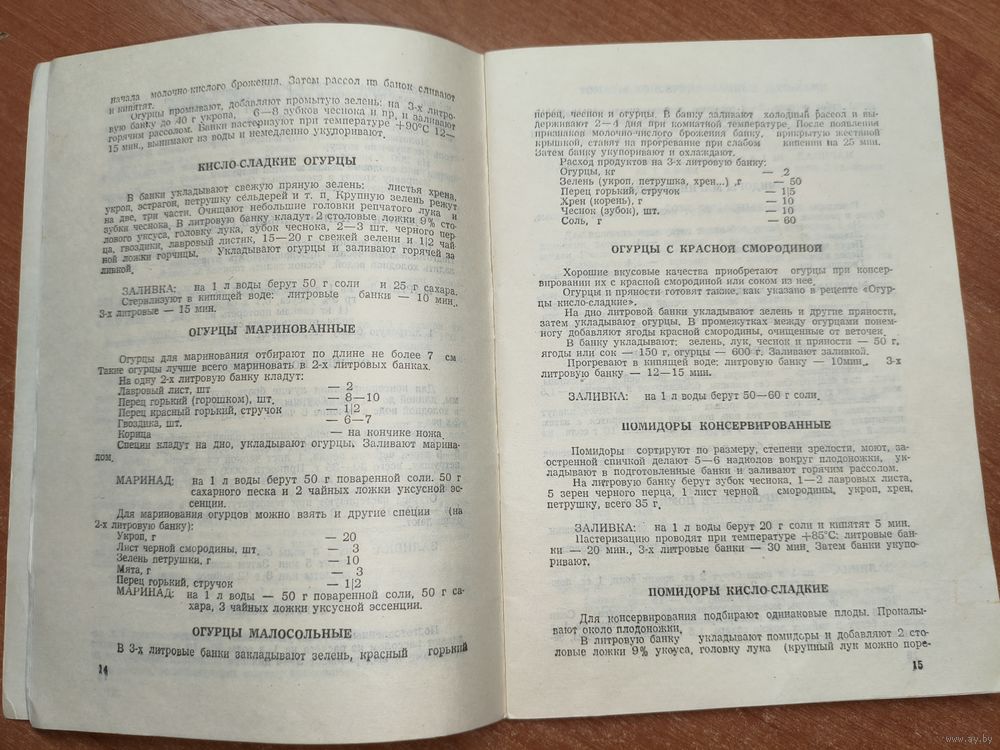 начала молочно-кислого брожения. Затем рассол из банок сливают
и кипятят.
Огурцы промывают, добавляют промытую зелень: на 3-х литро-
вую банку до 40 г укропа, 6—8 зубков чеснока и пр, и заливают
горячим рассолом. Банки пастеризуют при температуре +90°С 12—
15 мин., вынимают из воды и немедленно укупоривают.
КИСЛО-СЛАДКИЕ ОГУРЦЫ
В банки укладывают свежую пряную зелень: листья хрена,
укроп, эстрагон, петрушку сельдерей и т. п. Крупную зелень режут
на две, три части. Очищают небольшие головки репчатого лука и
зубки чеснока. В литровую банку кладут 2 столовые ложки 9% сто-
лового уксуса, головку лука, зубок чеснока, 2—3 шт. черного пер-
ца, гвоздики, лавровый листик, 15—20 г свежей зелени и 1|2 чай-
ной ложки горчицы. Укладывают огурцы и заливают горячей за
ливкой.
ЗАЛИВКА: на 1 л воды берут 50 г соли и 25 г сахара.
Стерилизуют в кипящей воде: литровые банки — 10 мин.,
3-х литровые — 15 мин.
ОГУРЦЫ МАРИНОВАННЫЕ
Огурцы для маринования отбирают по длине не более 7 см
Такие огурцы лучше всего мариновать в 2-х литровых банках.
На одну 2-х литровую банку кладут:
Лавровый лист, шт — 2
Перец горький (горошком), шт. — 8—10
Перец красный горький, стручок — 1|2
Гвоздика, шт. — 6—7
Корица — на кончике ножа.
Специи кладут на дно, укладывают огурцы. Заливают марина-
дом.
МАРИНАД: на 1 л воды берут 50 г поваренной соли. 50 г
сахарного песка и 2 чайных ложки уксусной эс-
сенции.
Для маринования огурцов можно взять и другие специи (на
2-х литровую банку):
Укроп, г — 20
Лист черной смородины, шт. — 3
Зелень петрушки, г — 10
Мята, г — 3
Перец горький, стручок — 1|2
МАРИНАД: на 1 л воды — 50 г поваренной соли, 50 г са-
хара, 3 чайных ложки уксусной эссенции.
ОГУРЦЫ МАЛОСОЛЬНЫЕ
В 3-х литровые банки закладывают зелень, красный горький
14
перец, чеснок и огурцы. В банку заливают холодный рассол и вы-
держивают 2—4 дня при комнатной температуре. После появления
признаков молочно-числого брожения банку, прикрытую жестяной
крышкой, ставят на прогревание при слабом кипении на 25 мин.
Затем банку укупоривают и охлаждают.
Расход продуктов на 3-х литровую банку:
Огурцы, кг — 2
Зелень (укроп, петрушка, хрен...) ,г — 50
Перец горький, стручок — 1|5
Хрен (корень), г — 10
Чеснок (зубок), шт. — 10
Соль, г — 60
ОГУРЦЫ С КРАСНОЙ СМОРОДИНОЙ
Хорошие вкусовые качества приобретают огурцы при консер-
вировании их с красной смородиной или соком из нее.
Огурцы и пряности готовят также, как указано в рецепте «Огур-
цы кисло-сладкие».
На дно литровой банки укладывают зелень и другие пряности,
затем укладывают огурцы. В промежутках между огурцами понем-
ногу добавляют ягоды красной смородины, очищенные от веточек.
В банку укладывают: зелень, лук, чеснок и пряности — 50 г,
ягоды или сок — 150 г, огурцы — 600 г. Заливают заливкой.
Прогревают в кипящей воде: литровую банку — 10мин., 3-х
литровую банку — 12—15 мин.
ЗАЛИВКА: на 1 л воды берут 50—60 г соли.
ПОМИДОРЫ КОНСЕРВИРОВАННЫЕ
Помидоры сортируют по размеру, степени зрелости, моют, за-
остренной спичкой делают 5—6 надколов вокруг плодоножки, ук-
ладывают в подготовленные банки и заливают горячим рассолом.
На литровую банку берут зубок чеснока, 1—2 лавровых листа,
5 зерен черного перца, 1 лист черной смородины, укроп, хрен,
петрушку, всего 35 г.
ЗАЛИВКА: на 1 л воды берут 20 г соли и кипятят 5 мин.
Пастеризацию проводят при температуре +85°С: литровые бан-
ки — 20 мин., 3-х литровые банки — 30 мин. Затем банки укупо-
ривают.
ПОМИДОРЫ КИСЛО-СЛАДКИЕ
Для консервирования подбирают одинаковые плоды. Прокалы-
вают около плодоножки.
В литровую банку укладывают помидоры и добавляют 2 сто-
ловые ложки 9% уксуса, головку лука (крупный лук можно поре-
15
www.ay.by